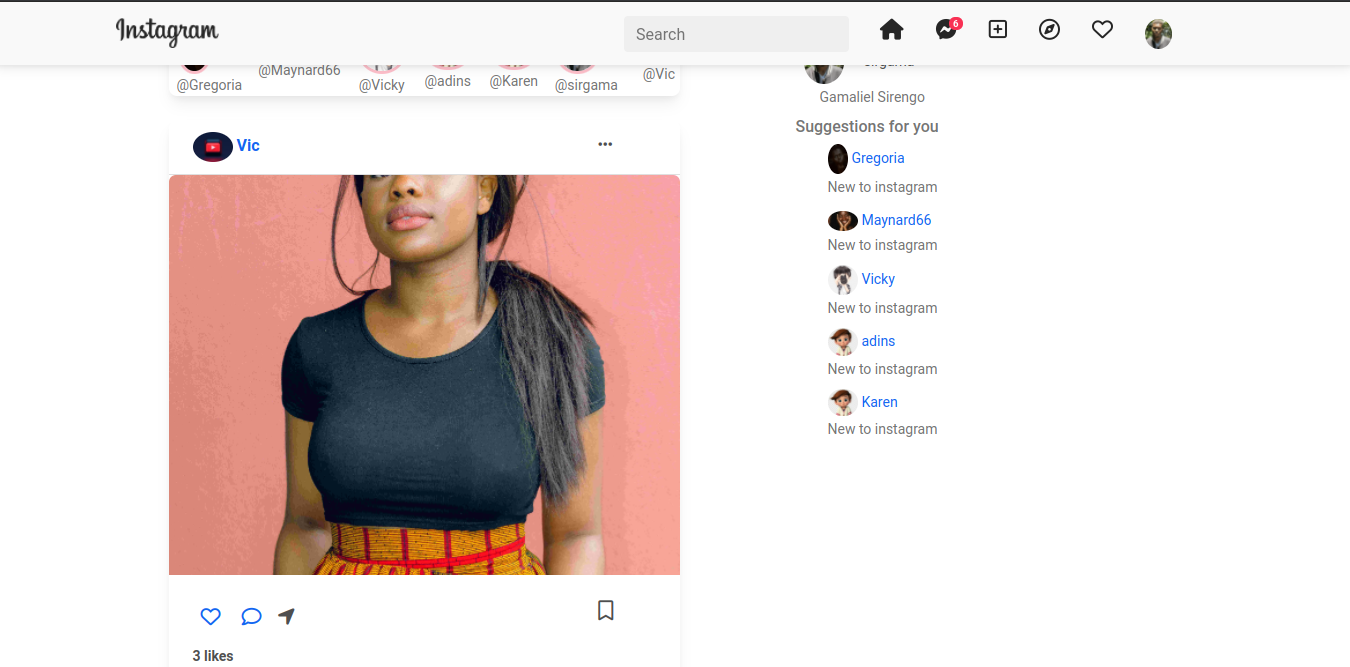 Instagram
Search
6
@Gregoria
@Maynard66
@Vicky
@adins
@Karen
@sirgama
@Vic
sirgama
Gamaliel Sirengo
Suggestions for you
Gregoria
New to instagram
Maynard66
New to instagram
Vicky
New to instagram
adins
New to instagram
Karen
New to instagram
Vic
3 likes